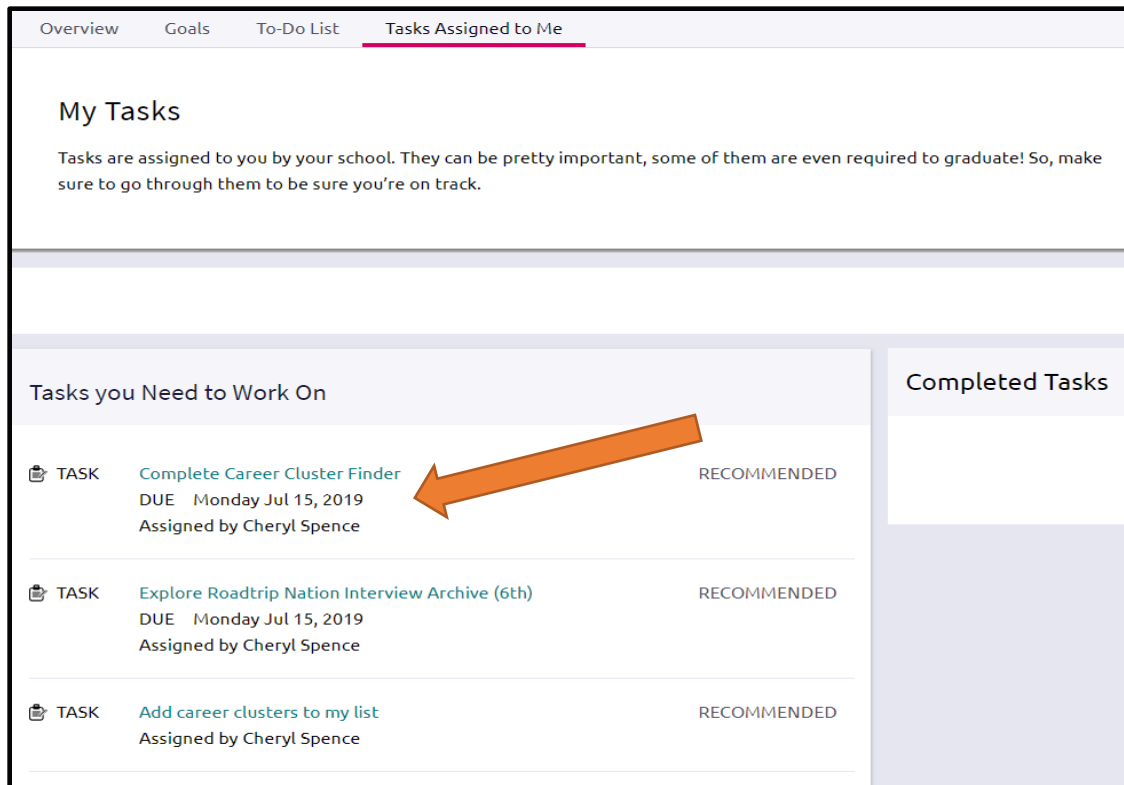 Overview Goals To-Do List Tasks Assigned to Me
My Tasks
Tasks are assigned to you by your school. They can be pretty important, some of them are even required to graduate! So, make
sure to go through them to be sure you're on track.
Tasks you Need to Work On
Completed Tasks
TASK Complete Career Cluster Finder RECOMMENDED
DUE Monday Jul 15, 2019
Assigned by Cheryl Spence
TASK Explore Roadtrip Nation Interview Archive (6th) RECOMMENDED
DUE Monday Jul 15, 2019
Assigned by Cheryl Spence
TASK Add career clusters to my list RECOMMENDED
Assigned by Cheryl Spence